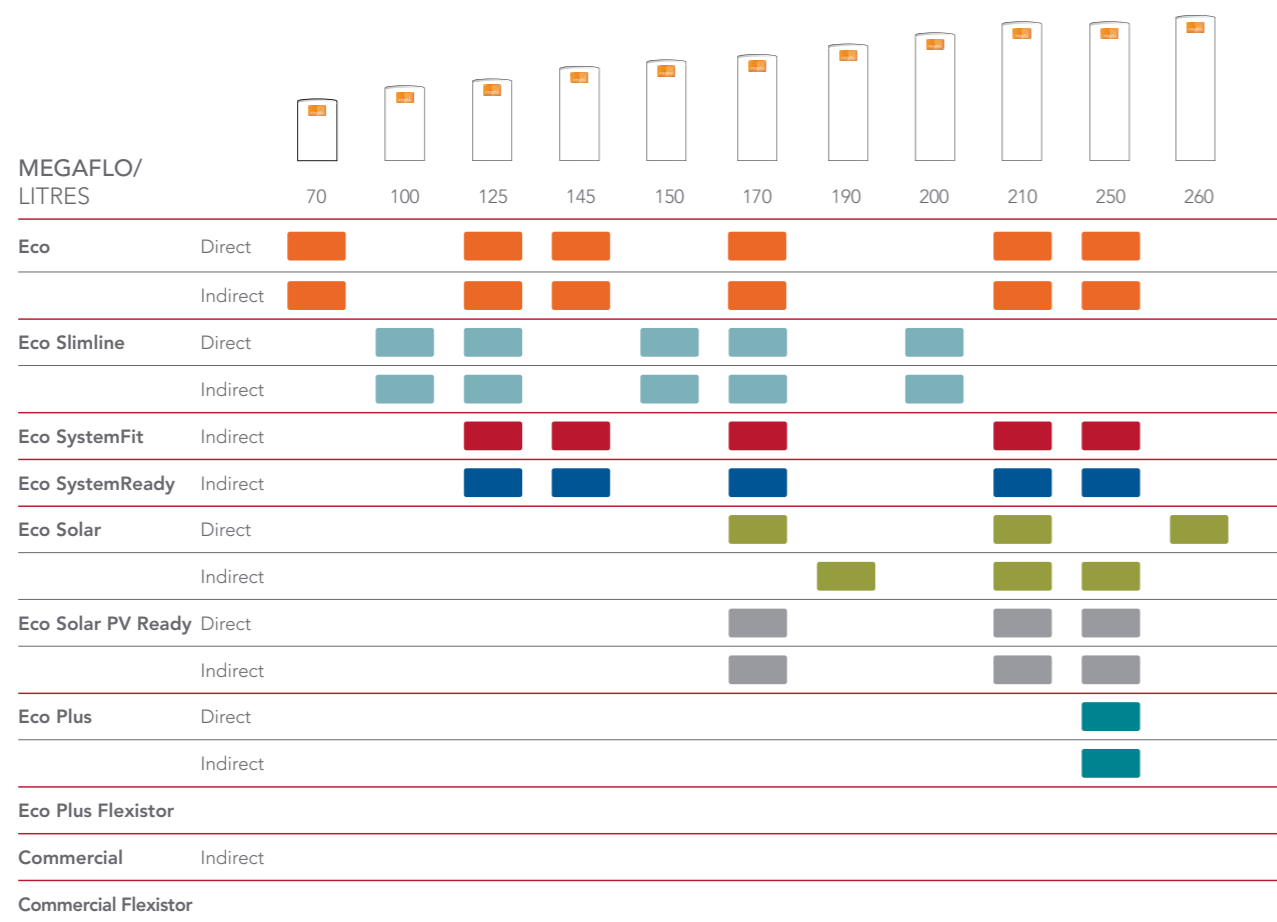 MEGAFLO/
LITRES 70 100 125 145 150 170 190 200 210 250 260
Eco Direct
Indirect
Eco Slimline Direct
Indirect
Eco SystemFit Indirect
Eco SystemReady Indirect
Eco Solar Direct
Indirect
Eco Solar PV Ready Direct
Indirect
Eco Plus Direct
Indirect
Eco Plus Flexistor
Commercial Indirect
Commercial Flexistor